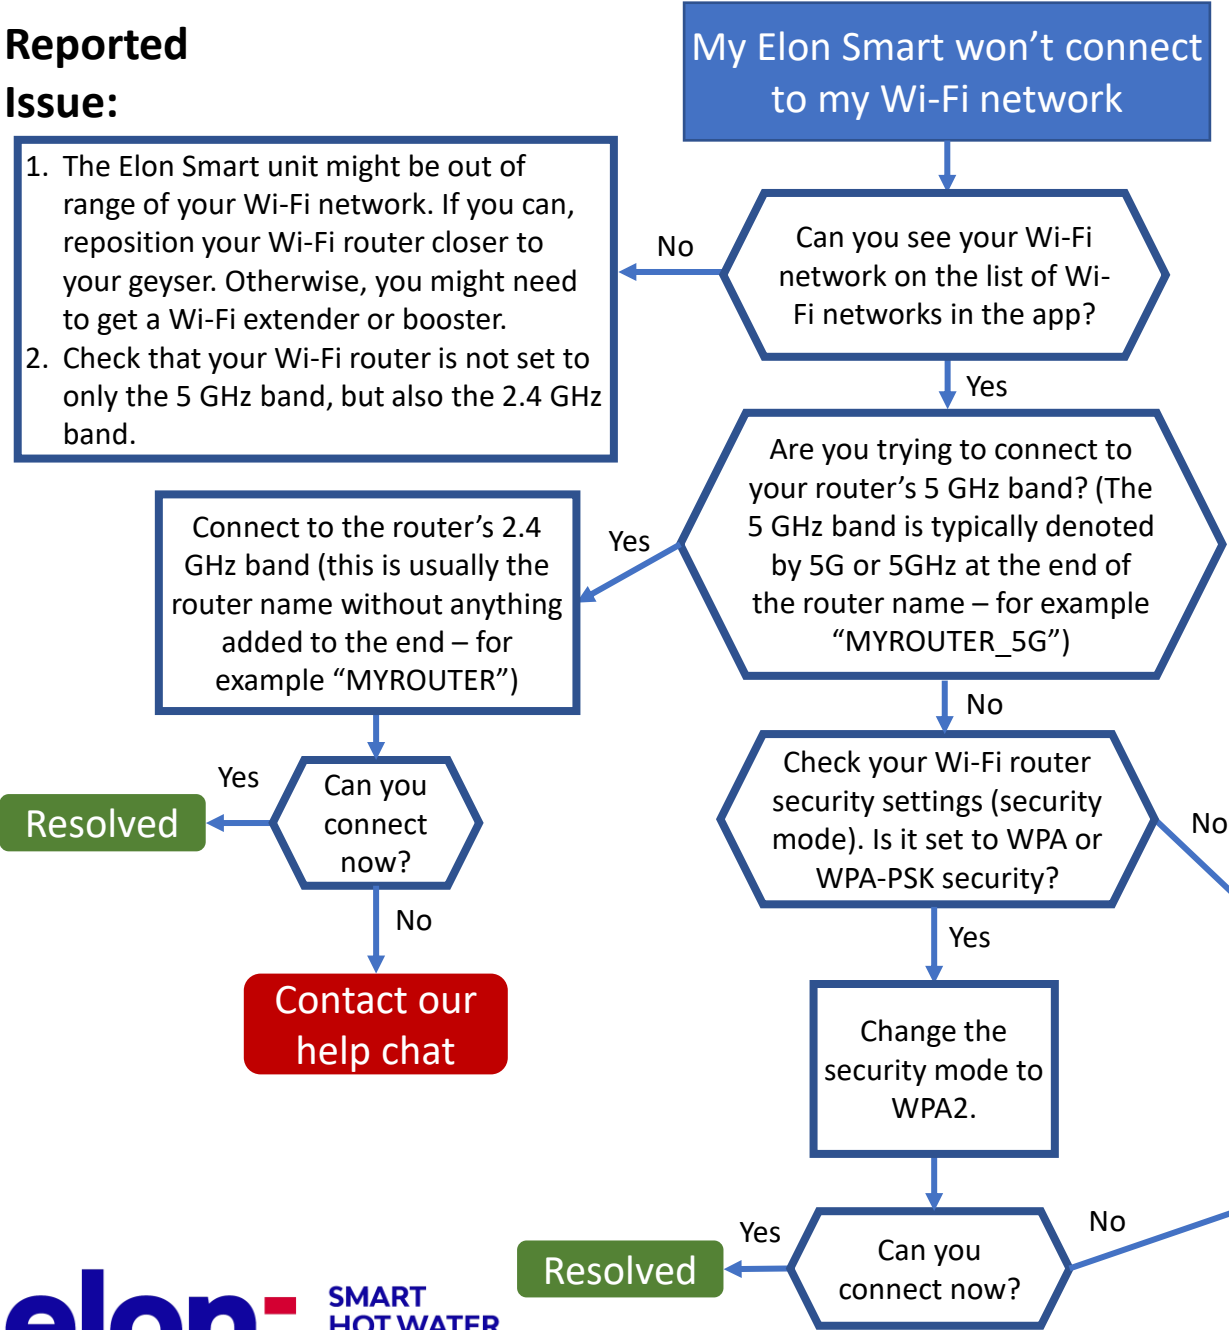 Reported
Issue:
My Elon Smart won’t connect
to my Wi-Fi network
1. The Elon Smart unit might be out of
range of your Wi-Fi network. If you can,
reposition your Wi-Fi router closer to
your geyser. Otherwise, you might need
to get a Wi-Fi extender or booster.
2. Check that your Wi-Fi router is not set to
only the 5 GHz band, but also the 2.4 GHz
band.
No
Can you see your Wi-Fi
network on the list of Wi-
Fi networks in the app?
Yes
Are you trying to connect to
your router’s 5 GHz band? (The
5 GHz band is typically denoted
by 5G or 5GHz at the end of
the router name – for example
“MYROUTER_5G”)
Yes
Connect to the router’s 2.4
GHz band (this is usually the
router name without anything
added to the end – for
example “MYROUTER”)
No
Can you
connect
now?
Yes
Resolved
No
Contact our
help chat
Check your Wi-Fi router
security settings (security
mode). Is it set to WPA or
WPA-PSK security?
No
Yes
Change the
security mode to
WPA2.
Can you
connect now?
Yes
No
Resolved
elon
SMART
HOT WATER